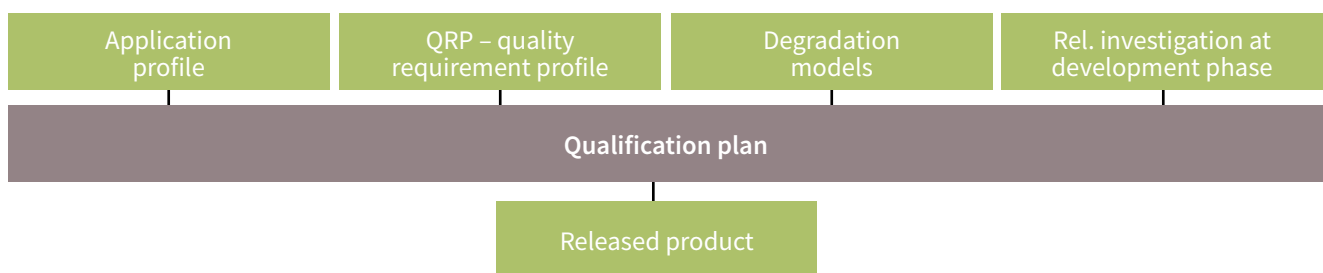 Application
profile
QRP – quality
requirement profile
Degradation
models
Rel. investigation at
development phase
Qualification plan
Released product